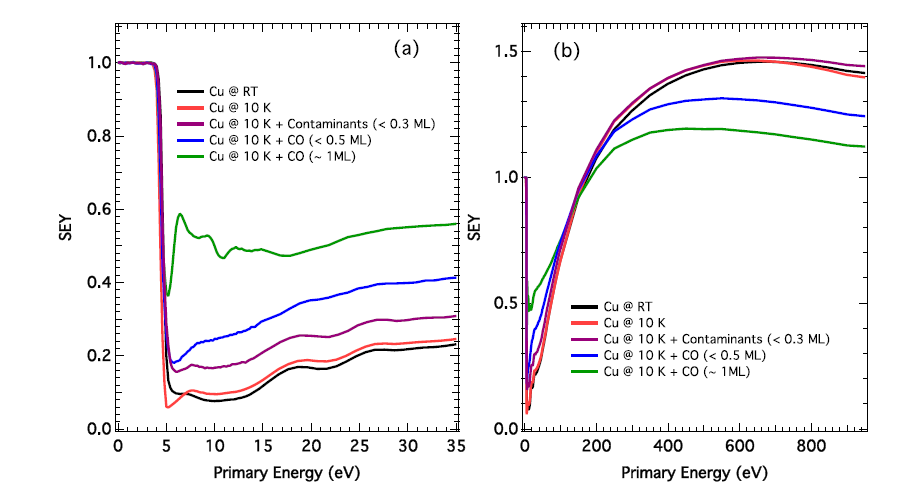 (a)
1.0
0.8
0.6
0.4
0.2
0.0
SEY
Cu @ RT
Cu @ 10 K
Cu @ 10 K + Contaminants (< 0.3 ML)
Cu @ 10 K + CO (< 0.5 ML)
Cu @ 10 K + CO (~ 1ML)
0 5 10 15 20 25 30 35
Primary Energy (eV)
(b)
1.5
1.0
0.5
0.0
SEY
Cu @ RT
Cu @ 10 K
Cu @ 10 K + Contaminants (< 0.3 ML)
Cu @ 10 K + CO (< 0.5 ML)
Cu @ 10 K + CO (~ 1ML)
0 200 400 600 800
Primary Energy (eV)